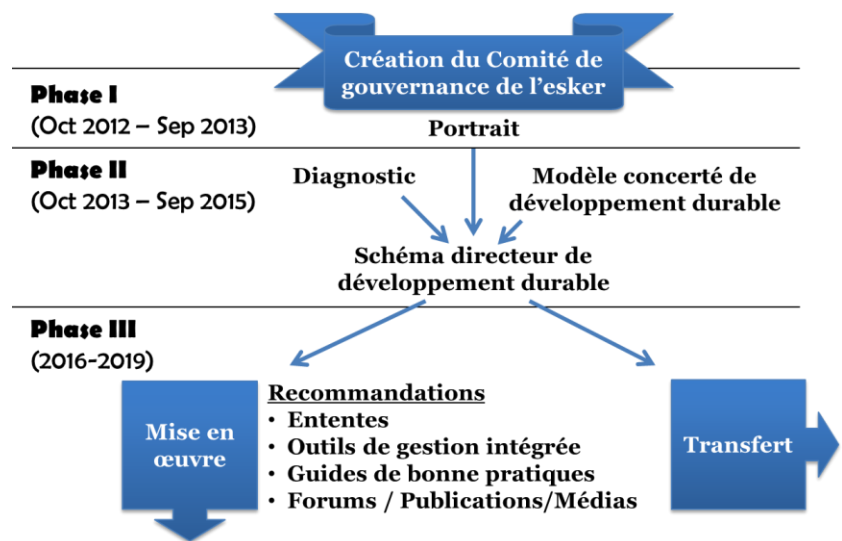 Création du Comité de
gouvernance de l'esker
Phase I
(Oct 2012 – Sep 2013)
Portrait
Phase II
(Oct 2013 – Sep 2015)
Diagnostic
Modèle concerté de
développement durable
Schéma directeur de
développement durable
Phase III
(2016-2019)
Mise en
œuvre
Recommandations
• Ententes
• Outils de gestion intégrée
• Guides de bonne pratiques
• Forums / Publications/Médias
Transfert